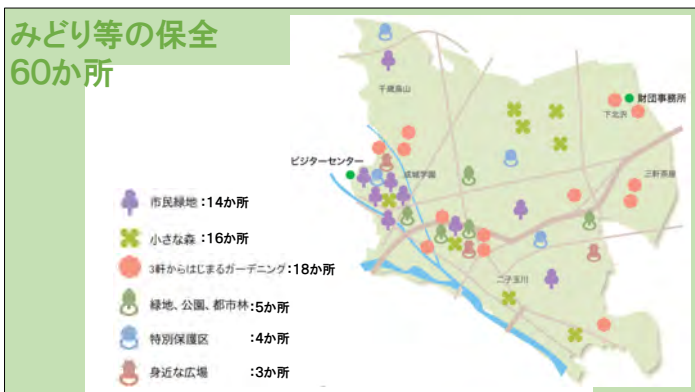 みどり等の保全
60か所
千歳烏山
財団事務所
下北沢
ビジターセンター
成城学園
三軒茶屋
市民緑地：14か所
小さな森：16か所
3軒からはじまるガーデニング：18か所
二子玉川
緑地、公園、都市林：5か所
特別保護区：4か所
身近な広場：3か所